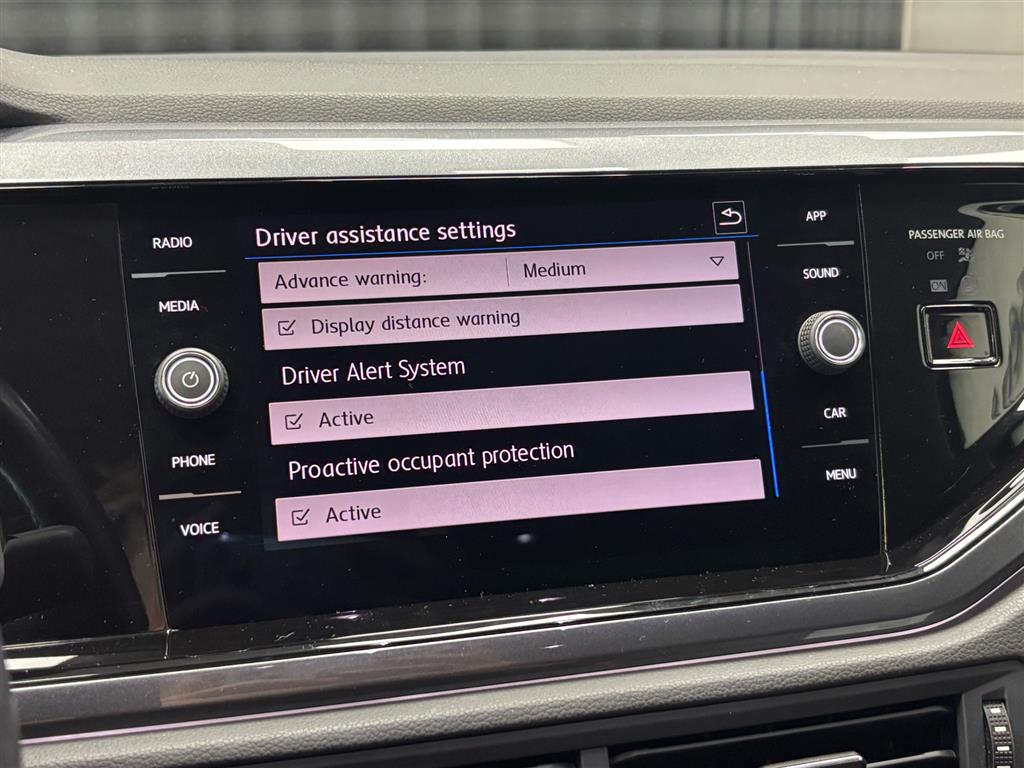 RADIO
MEDIA
PHONE
VOICE
Driver assistance settings
Advance warning: Medium
Display distance warning
Driver Alert System
Active
Proactive occupant protection
Active
APP
SOUND
CAR
MENU
PASSENGER AIR BAG
OFF
ON